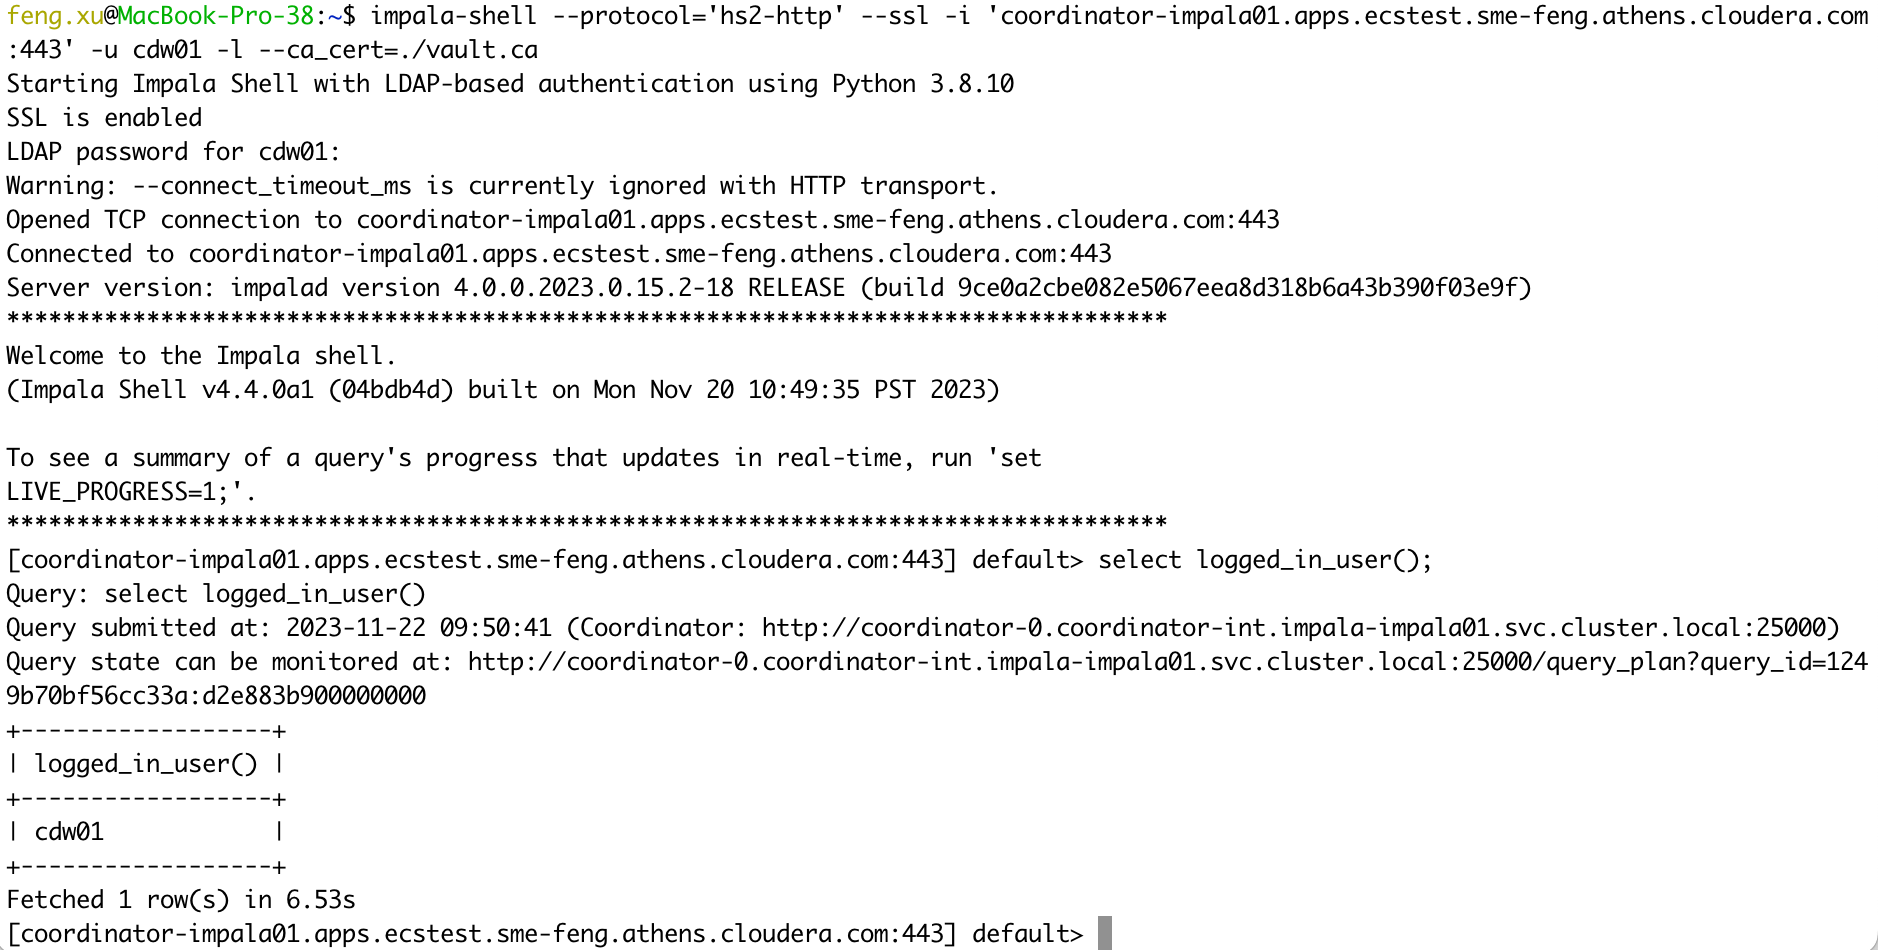 feng.xu@MacBook-Pro-38:~$ impala-shell --protocol='hs2-http' --ssl -i 'coordinator-impala01.apps.ecstest.sme-feng.athens.cloudera.com
:443' -u cdw01 -l --ca_cert=./vault.ca
Starting Impala Shell with LDAP-based authentication using Python 3.8.10
SSL is enabled
LDAP password for cdw01:
Warning: --connect_timeout_ms is currently ignored with HTTP transport.
Opened TCP connection to coordinator-impala01.apps.ecstest.sme-feng.athens.cloudera.com:443
Connected to coordinator-impala01.apps.ecstest.sme-feng.athens.cloudera.com:443
Server version: impalad version 4.0.0.2023.0.15.2-18 RELEASE (build 9ce0a2cbe082e5067eea8d318b6a43b390f03e9f)
***********************************************************************************
Welcome to the Impala shell.
(Impala Shell v4.4.0a1 (04bdb4d) built on Mon Nov 20 10:49:35 PST 2023)

To see a summary of a query's progress that updates in real-time, run 'set
LIVE_PROGRESS=1;'.
***********************************************************************************
[coordinator-impala01.apps.ecstest.sme-feng.athens.cloudera.com:443] default> select logged_in_user();
Query: select logged_in_user()
Query submitted at: 2023-11-22 09:50:41 (Coordinator: http://coordinator-0.coordinator-int.impala-impala01.svc.cluster.local:25000)
Query state can be monitored at: http://coordinator-0.coordinator-int.impala-impala01.svc.cluster.local:25000/query_plan?query_id=124
9b70bf56cc33a:d2e883b900000000
+------------------+
| logged_in_user() |
+------------------+
| cdw01            |
+------------------+
Fetched 1 row(s) in 6.53s
[coordinator-impala01.apps.ecstest.sme-feng.athens.cloudera.com:443] default>